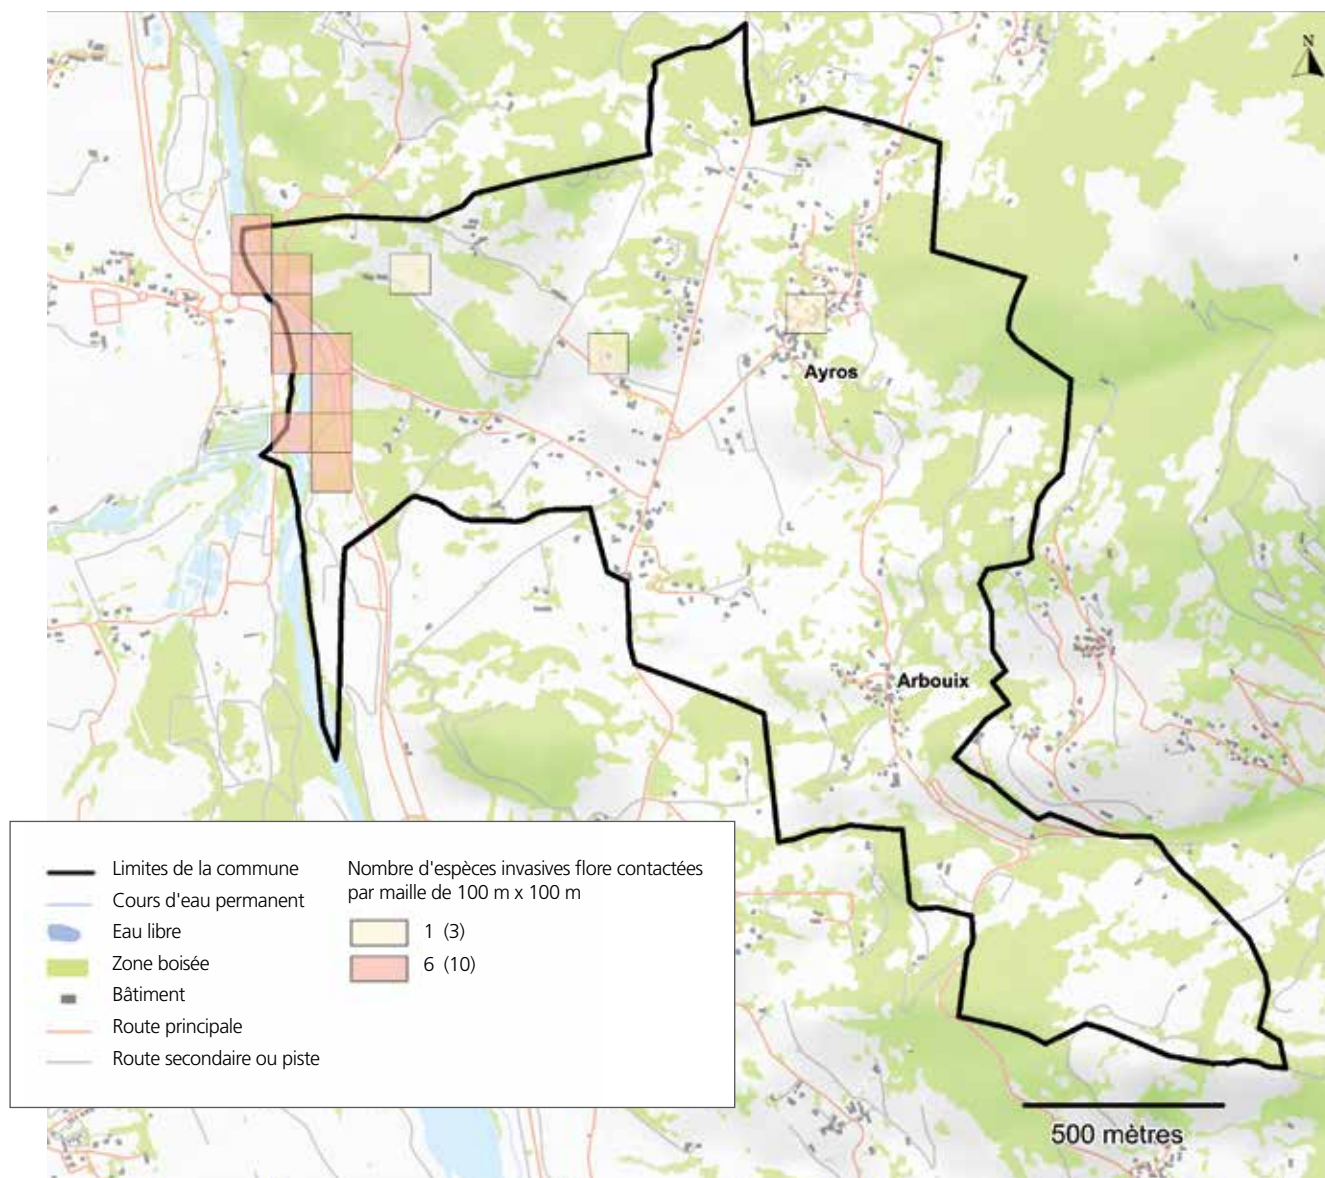 N
Ayros
Arbouix
Limites de la commune
Cours d'eau permanent
Eau libre
Zone boisée
Bâtiment
Route principale
Route secondaire ou piste
Nombre d'espèces invasives flore contactées
par maille de 100 m x 100 m
1 (3)
6 (10)
500 mètres